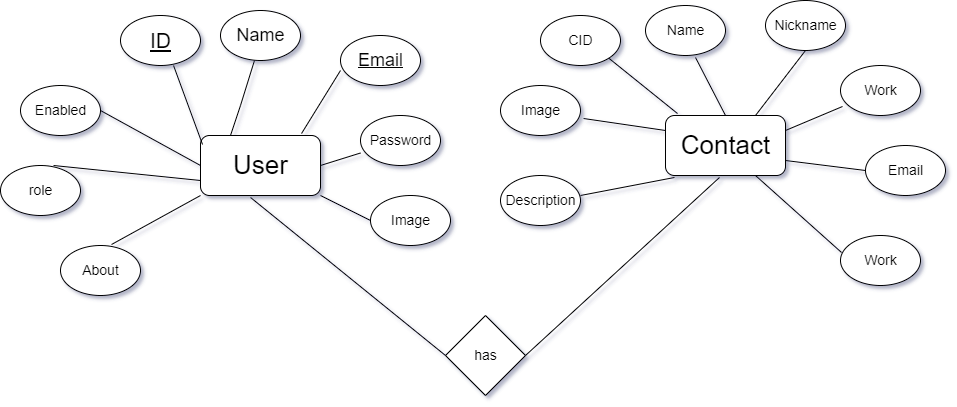 ID
Name
Email
Enabled
Password
User
role
Image
About
CID
Name
Nickname
Image
Work
Contact
Email
Description
Work
has